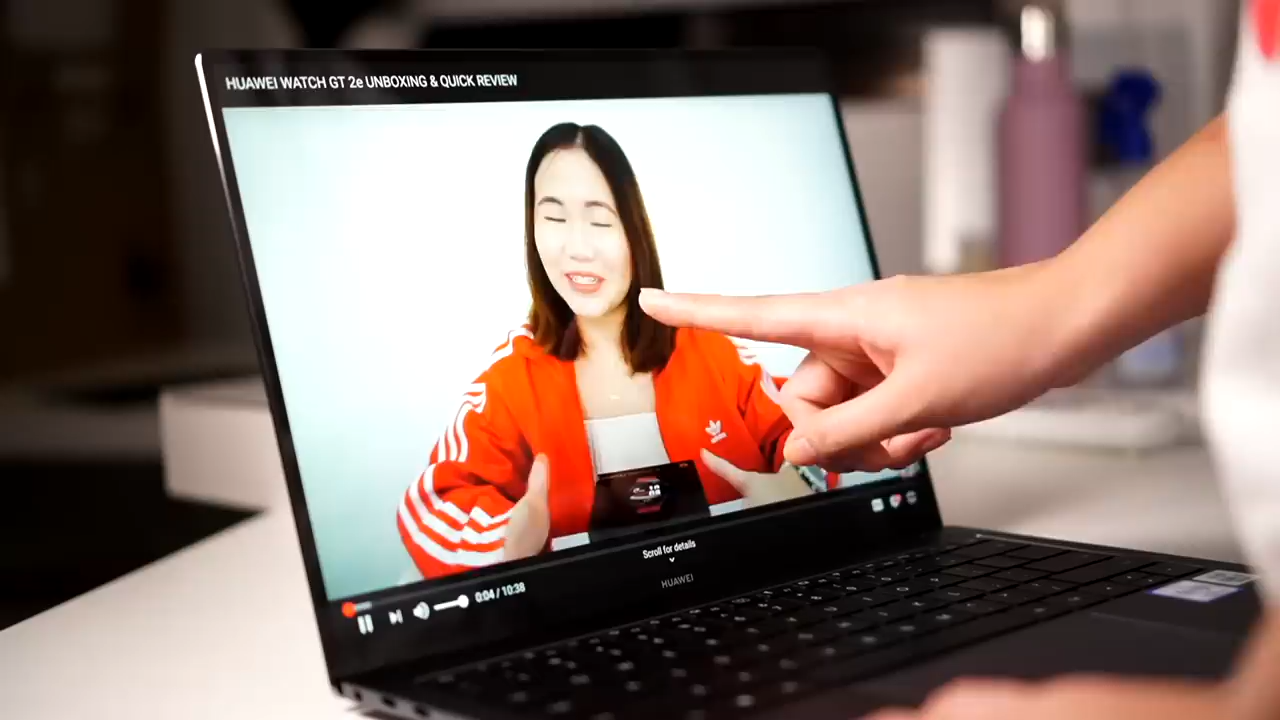 HUAWEI WATCH GT 2e UNBOXING & QUICK REVIEW
Scroll for details
0:04 / 10:38
HUAWEI